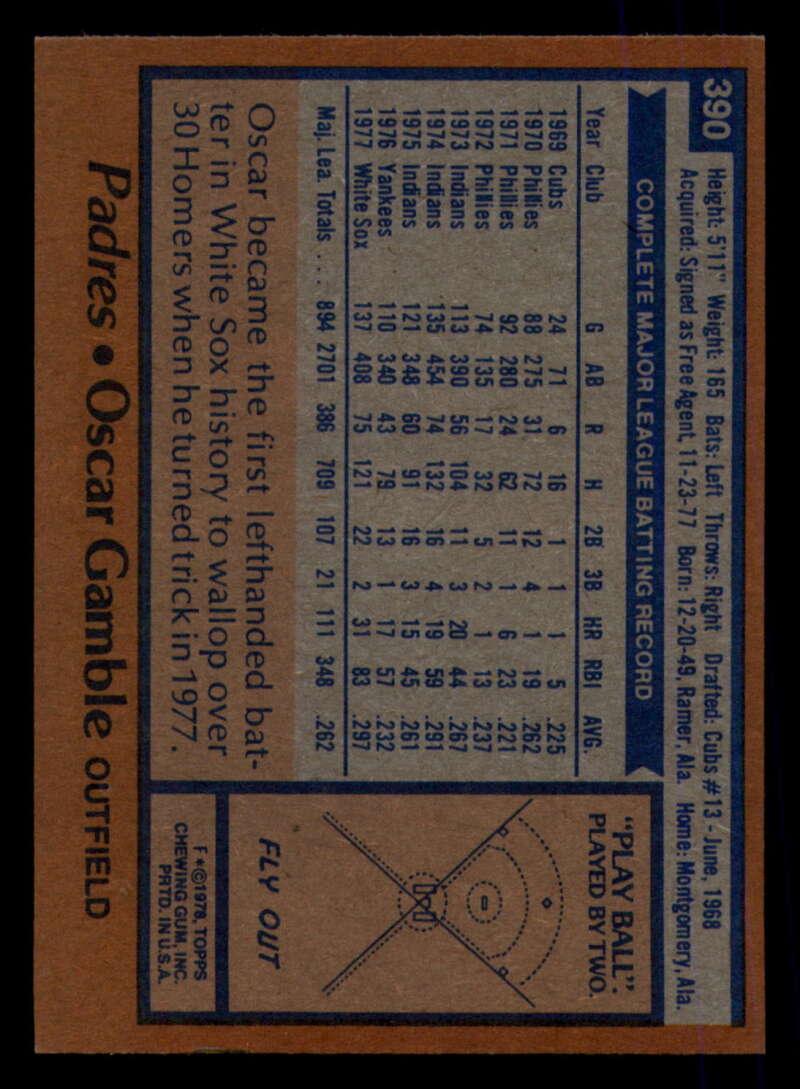 390
Height: 5'11" Weight: 165 Bats: Left Throws: Right Drafted: Cubs #13-June, 1968
Acquired: Signed as Free Agent, 11-23-77 Born: 12-20-49, Ramer, Ala. Home: Montgomery, Ala.
COMPLETE MAJOR LEAGUE BATTING RECORD
Year Club G AB R H 2B 3B HR RBI AVG.
1969 Cubs 24 71 6 16 1 1 1 5 .225
1970 Phillies 88 275 31 72 12 4 1 19 .262
1971 Phillies 92 280 24 62 11 1 6 23 .221
1972 Phillies 74 135 17 32 5 2 1 13 .237
1973 Indians 113 390 56 104 11 3 20 44 .267
1974 Indians 135 454 74 132 16 4 19 59 .291
1975 Indians 121 348 60 91 16 3 15 45 .261
1976 Yankees 110 340 43 79 13 1 17 57 .232
1977 White Sox 137 408 75 121 22 2 31 83 .297
Maj. Lea. Totals ... 894 2701 386 709 107 21 111 348 .262
Oscar became the first lefthanded bat-
ter in White Sox history to wallop over
30 Homers when he turned trick in 1977.
"PLAY BALL":
PLAYED BY TWO.
FLY OUT
F*©1978, TOPPS
CHEWING GUM, INC.
PRTD. IN U.S.A.
Padres • Oscar Gamble OUTFIELD